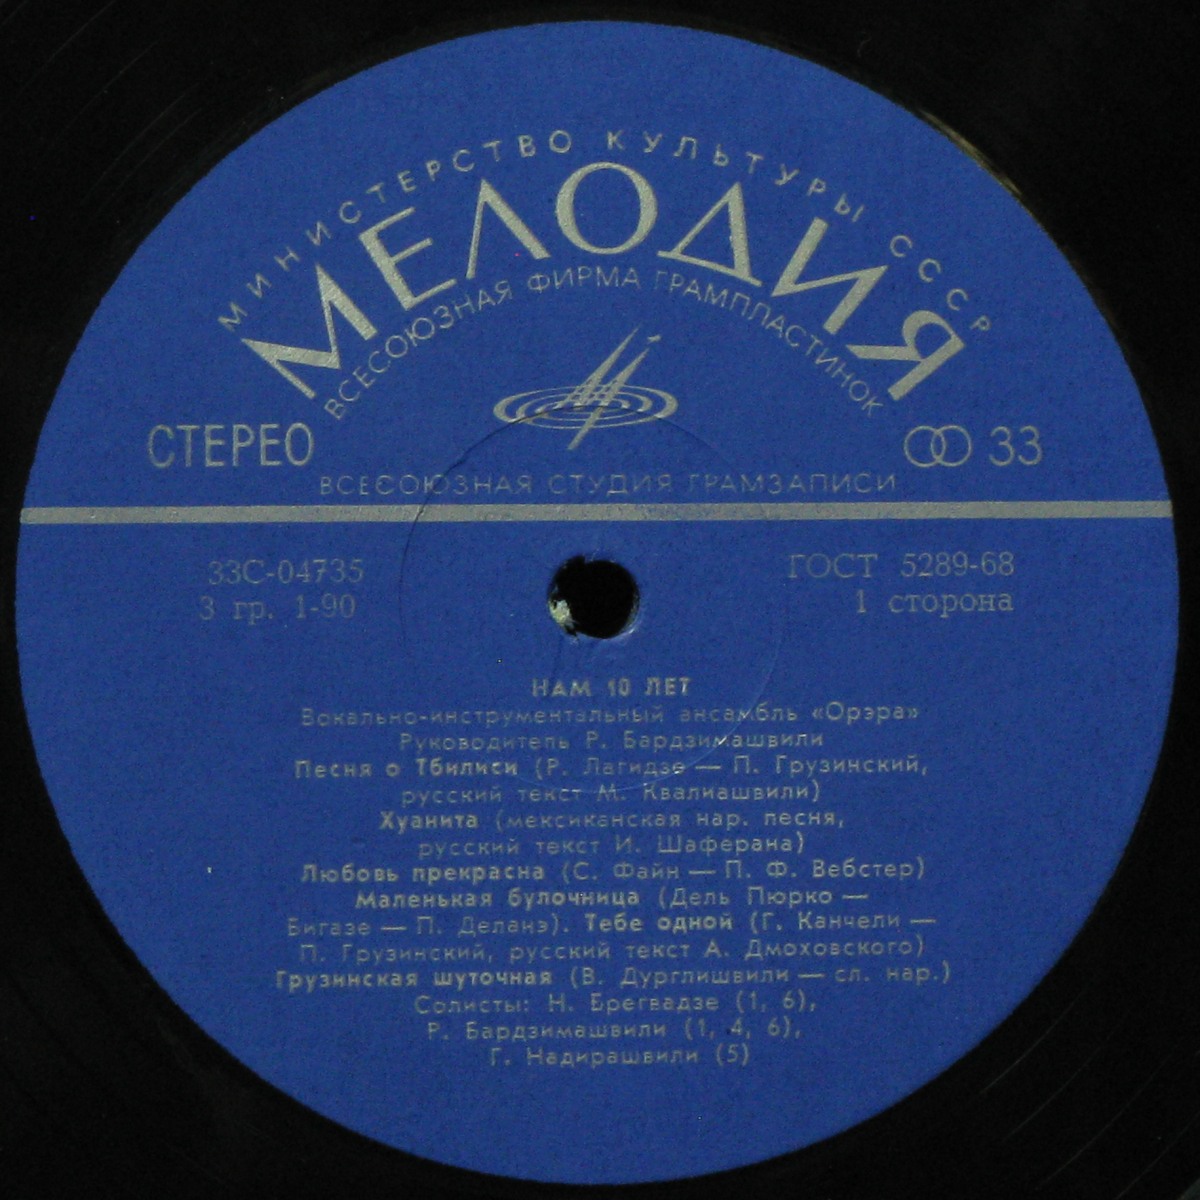 МИНИСТЕРСТВО КУЛЬТУРЫ СССР
МЕЛОДИЯ
ВСЕСОЮЗНАЯ ФИРМА ГРАМПЛАСТИНОК
СТЕРЕО
33
ВСЕСОЮЗНАЯ СТУДИЯ ГРАМЗАПИСИ
33С-04735
ГОСТ 5289-68
3 гр. 1-90
1 сторона
НАМ 10 ЛЕТ
Вокально-инструментальный ансамбль «Орэра»
Руководитель Р. Бардзимашвили
Песня о Тбилиси (Р. Лагидзе — П. Грузинский,
русский текст М. Квалиашвили)
Хуанита (мексиканская нар. песня,
русский текст И. Шаферана)
Любовь прекрасна (С. Файн — П. Ф. Вебстер)
Маленькая булочница (Дель Пюрко —
Бигазе — П. Деланэ). Тебе одной (Г. Канчели —
П. Грузинский, русский текст А. Дмоховского)
Грузинская шуточная (В. Дурглишвили — сл. нар.)
Солисты: Н. Брегвадзе (1, 6),
Р. Бардзимашвили (1, 4, 6),
Г. Надирашвили (5)